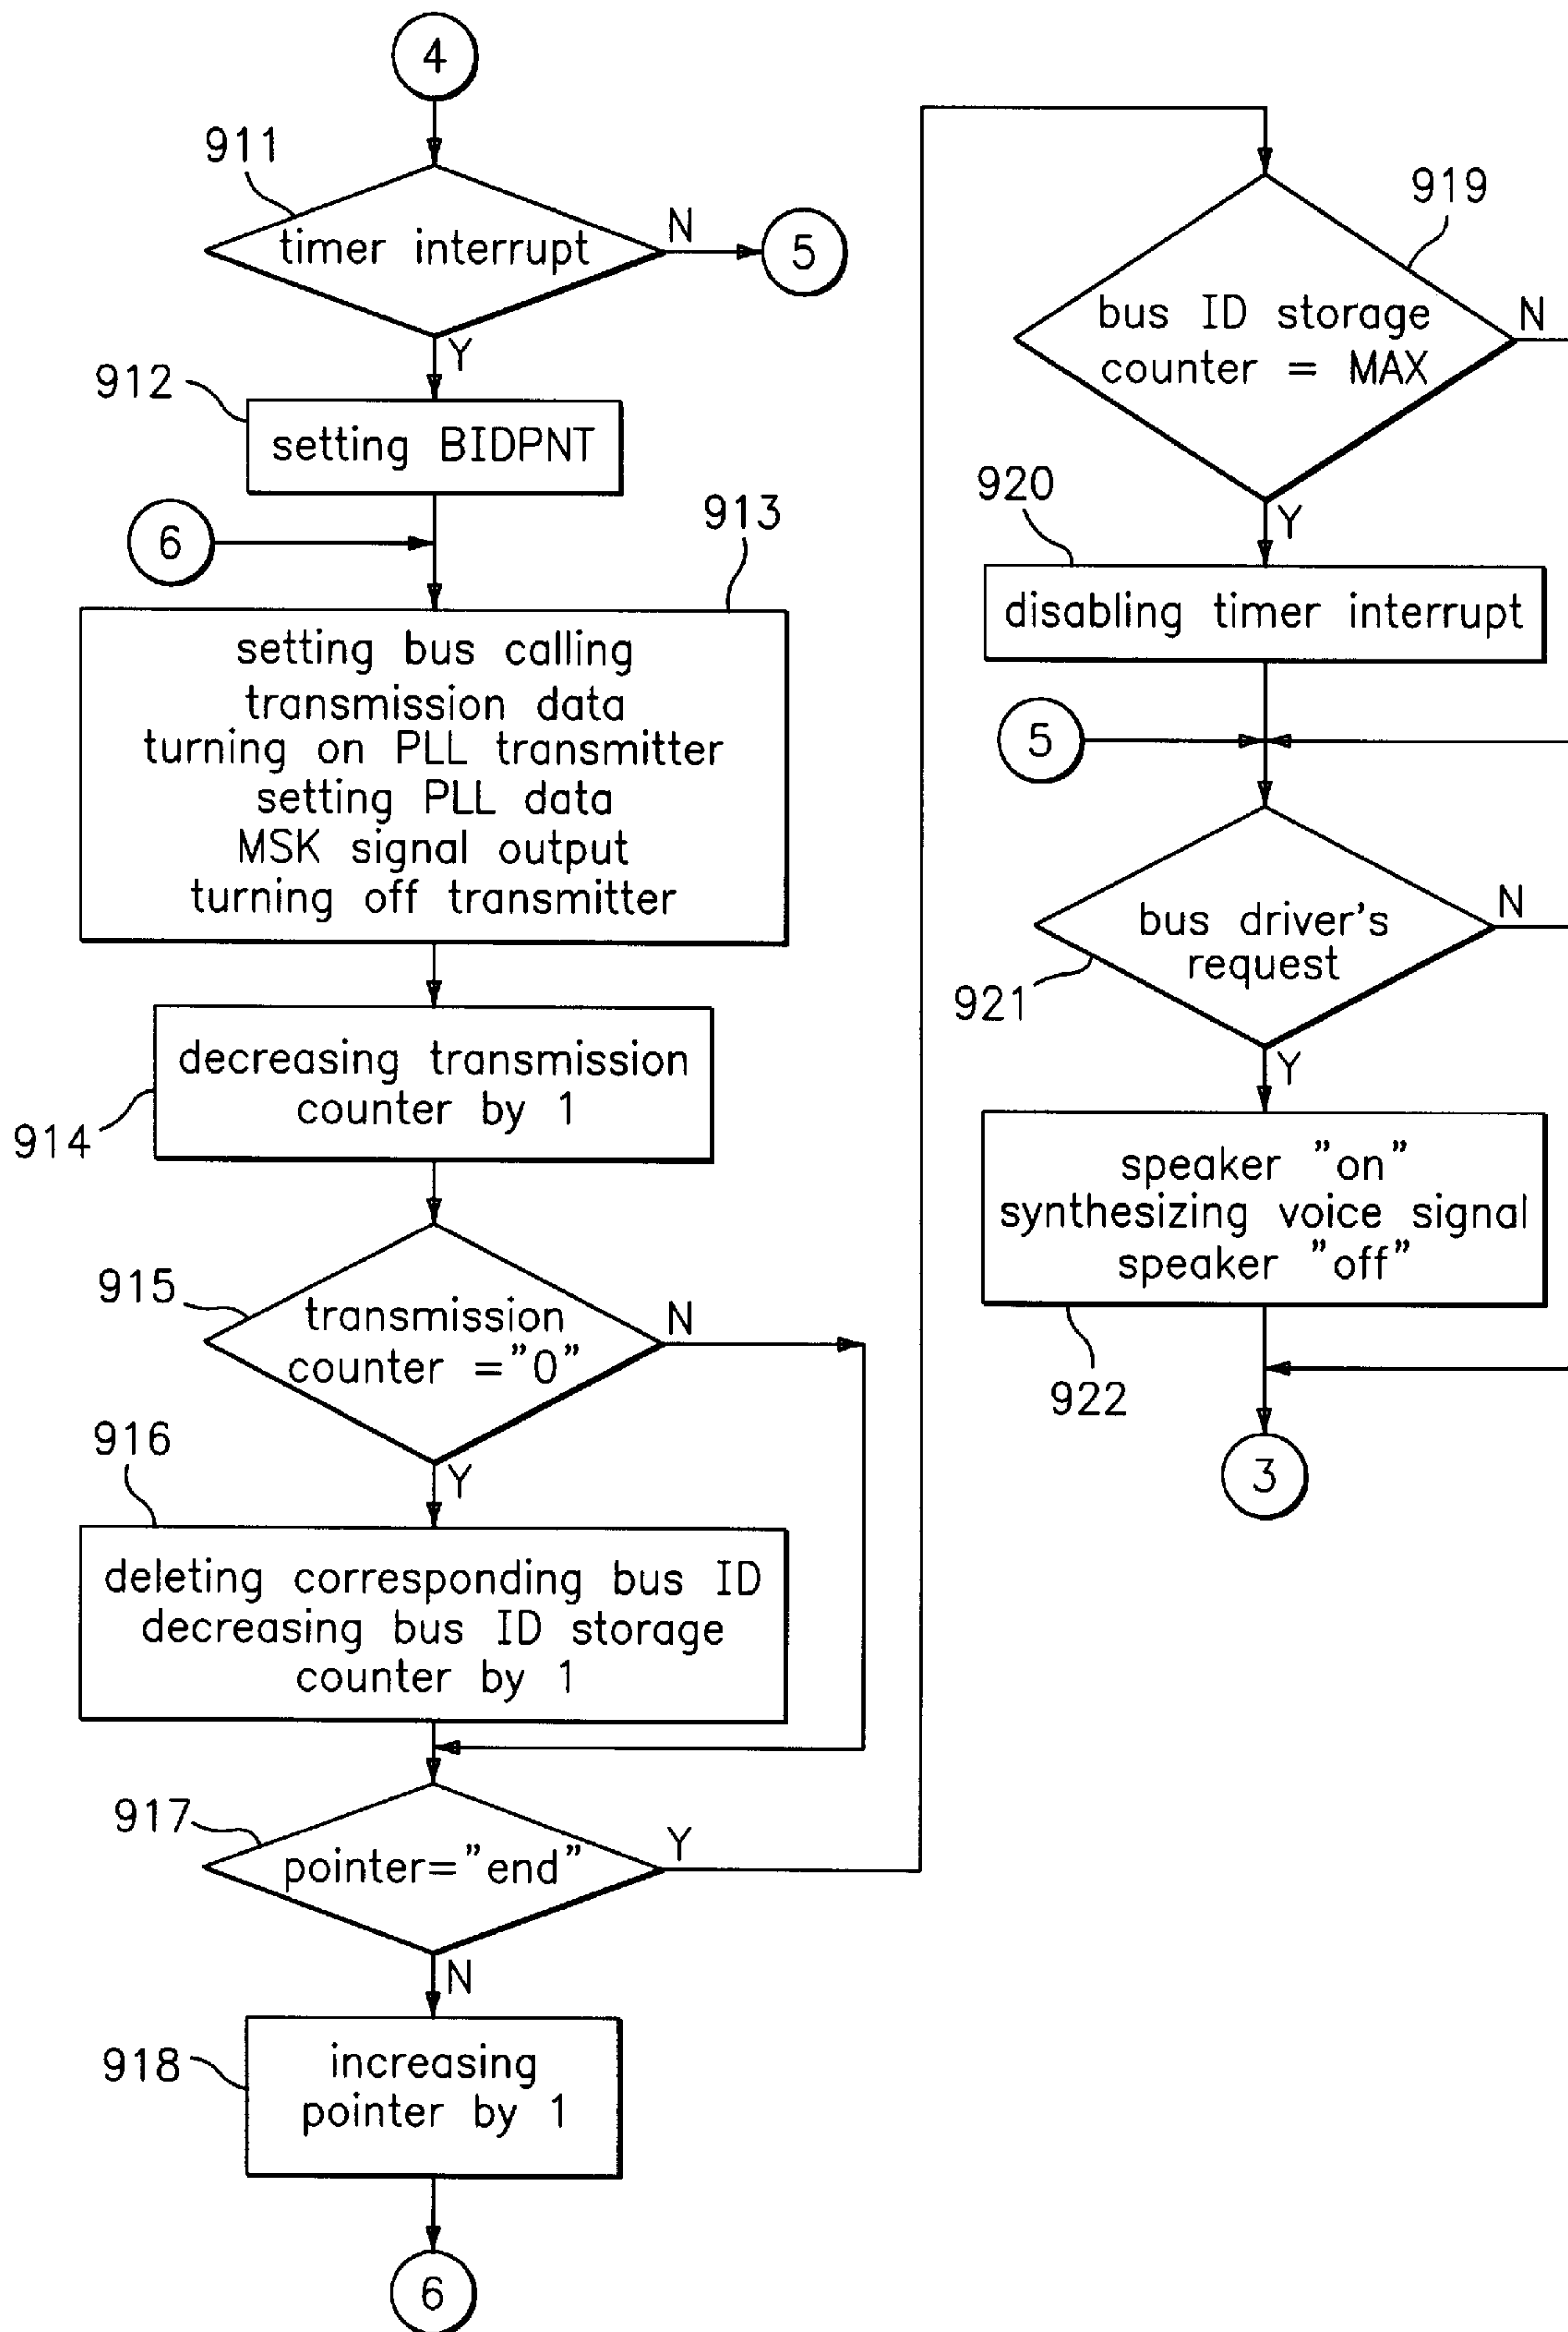 4
911
timer interrupt
N
5
Y
912
setting BIDPNT
6
913
setting bus calling
transmission data
turning on PLL transmitter
setting PLL data
MSK signal output
turning off transmitter
914
decreasing transmission
counter by 1
915
transmission
counter ="0"
N
Y
916
deleting corresponding bus ID
decreasing bus ID storage
counter by 1
917
pointer="end"
Y
N
918
increasing
pointer by 1
6
919
bus ID storage
counter = MAX
N
Y
920
disabling timer interrupt
5
921
bus driver's
request
N
Y
speaker "on"
synthesizing voice signal
speaker "off"
922
3